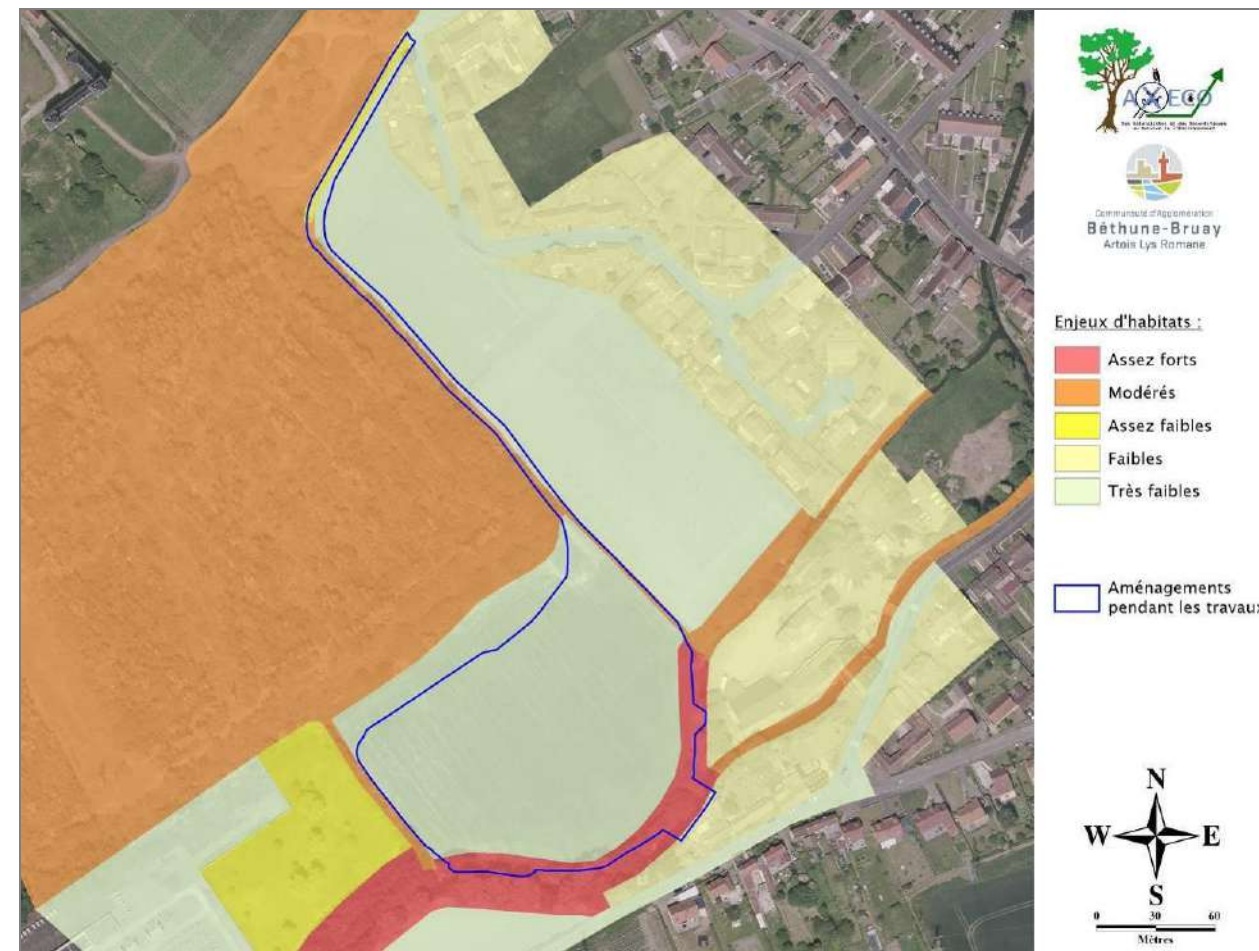 AXECO
Communauté d'Agglomération
Béthune-Bruay
Artois Lys Romane
Enjeux d'habitats :
Assez forts
Modérés
Assez faibles
Faibles
Très faibles
Aménagements
pendant les travaux
N
W E
S
0 30 60
Mètres